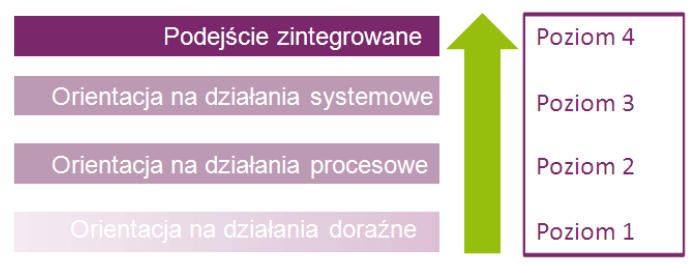 Podejście zintegrowane Poziom 4
Orientacja na działania systemowe Poziom 3
Orientacja na działania procesowe Poziom 2
Orientacja na działania doraźne Poziom 1